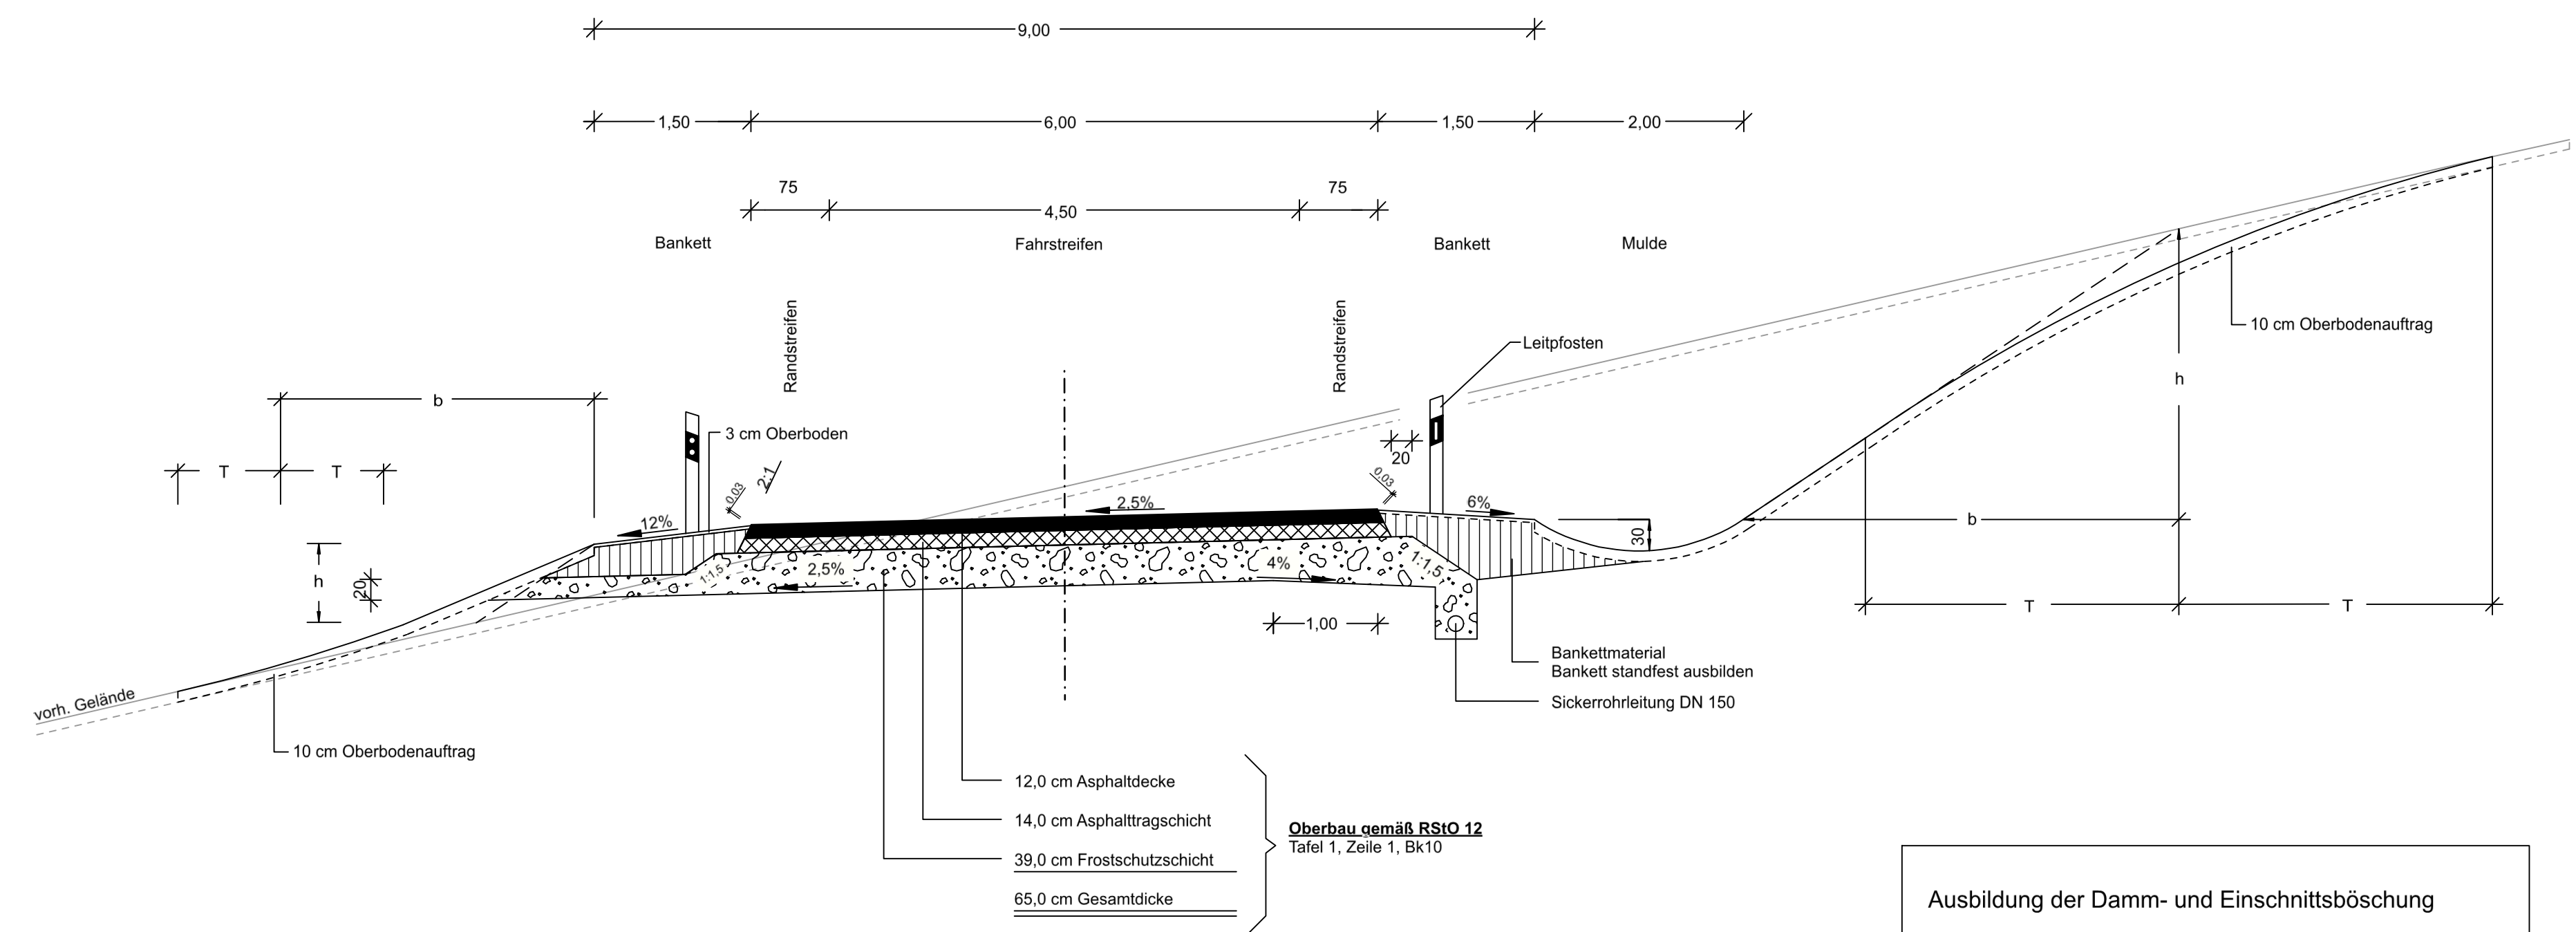 9,00
1,50
6,00
1,50
2,00
75
75
4,50
Bankett
Fahrstreifen
Bankett
Mulde
Randstreifen
Randstreifen
Leitpfosten
10 cm Oberbodenauftrag
h
b
3 cm Oberboden
T
T
20
2:1
0,03
0,03
12%
2,5%
6%
30
b
h
20
1:1,5
2,5%
4%
1:1,5
T
T
1,00
Bankettmaterial
Bankett standfest ausbilden
vorh. Gelände
Sickerrohrleitung DN 150
10 cm Oberbodenauftrag
12,0 cm Asphaltdecke
14,0 cm Asphalttragschicht
39,0 cm Frostschutzschicht
65,0 cm Gesamtdicke
Oberbau gemäß RStO 12
Tafel 1, Zeile 1, Bk10
Ausbildung der Damm- und Einschnittsböschung